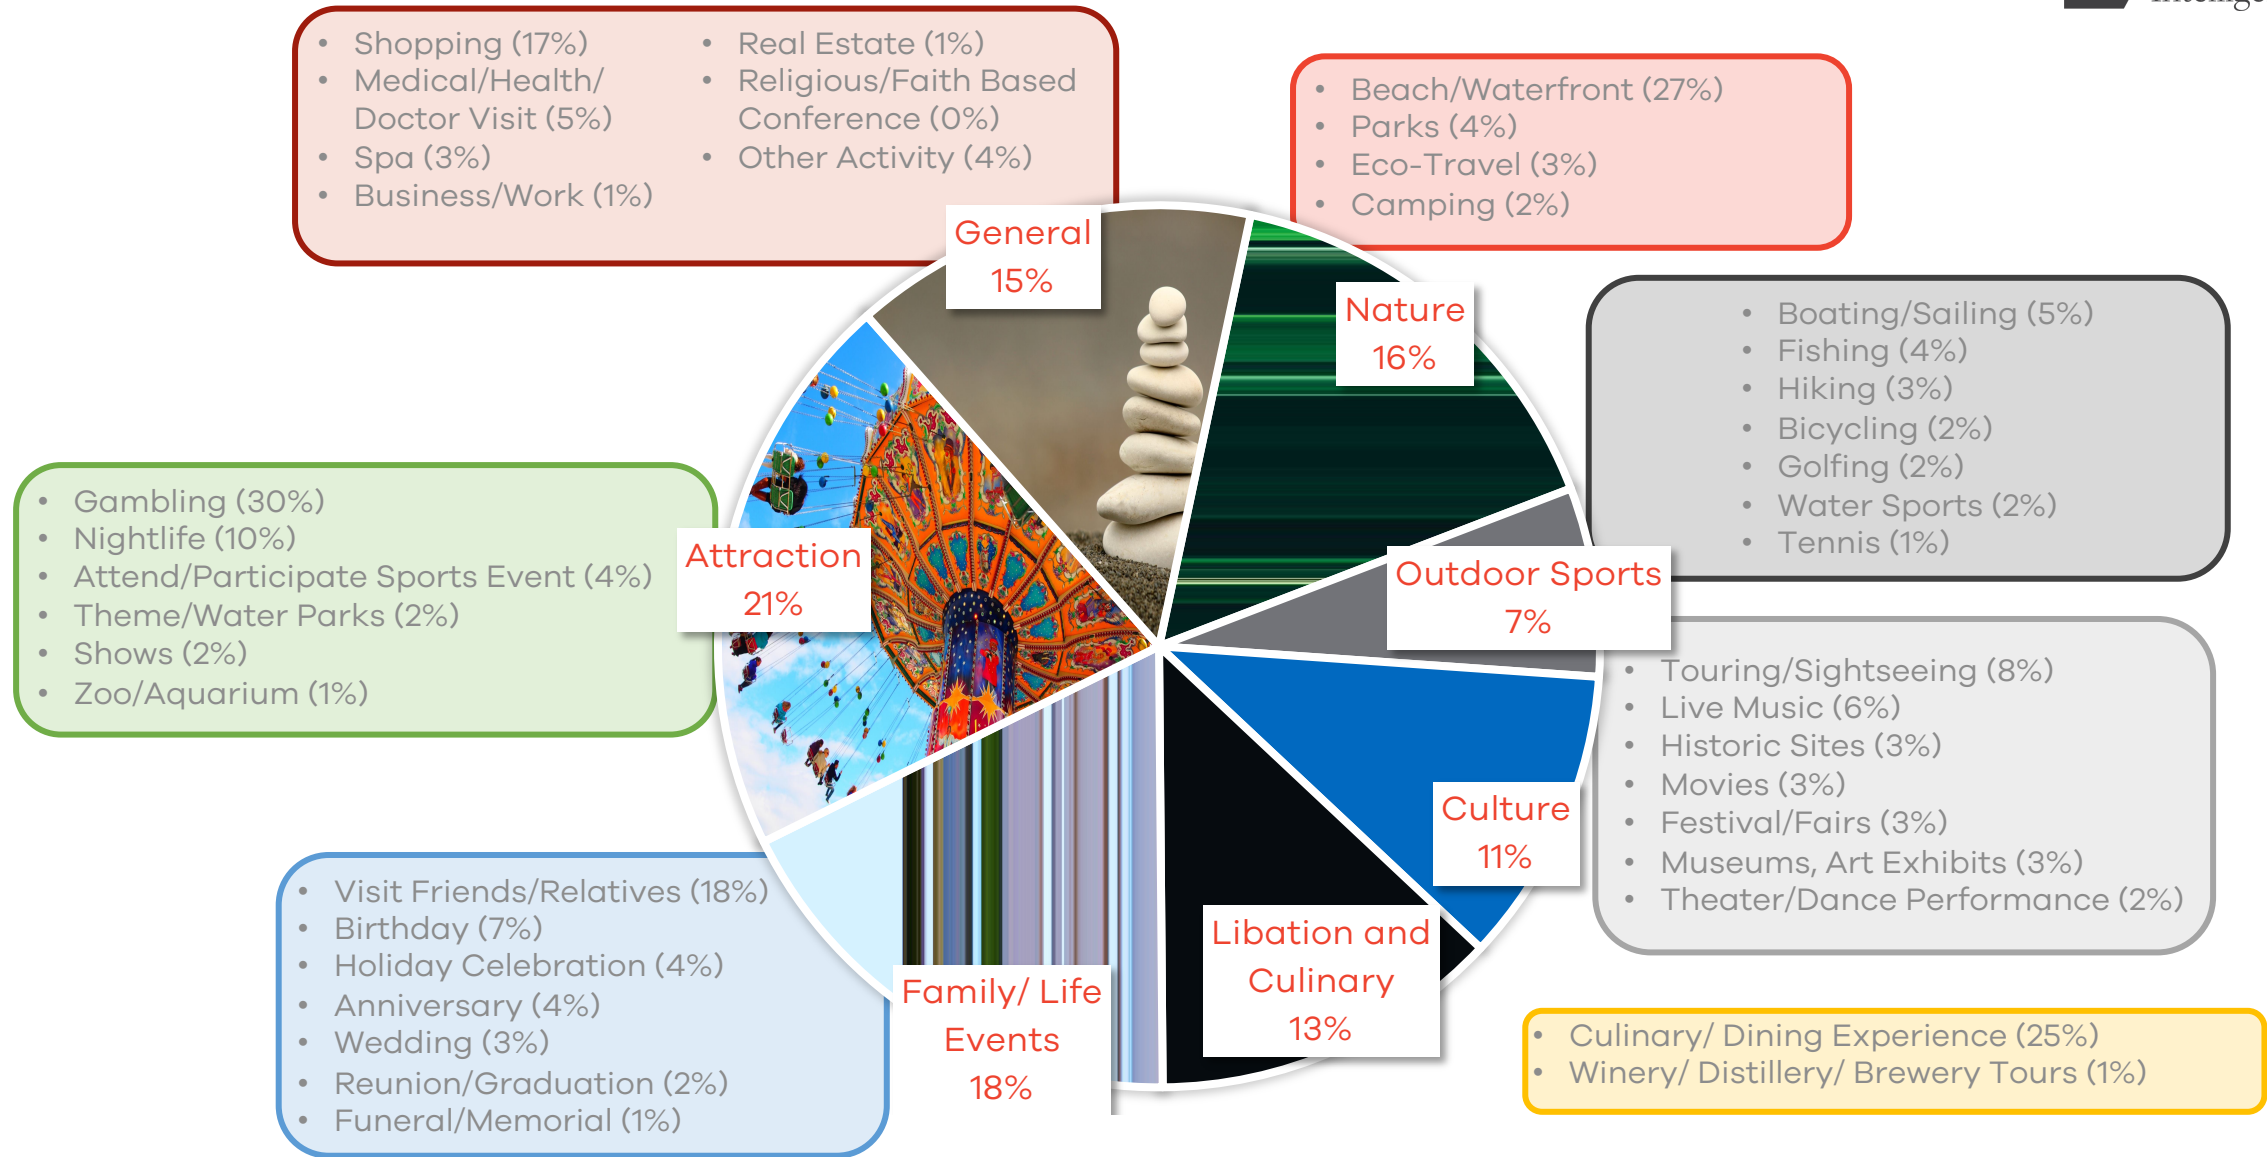 • Shopping (17%)
• Medical/Health/
Doctor Visit (5%)
• Spa (3%)
• Business/Work (1%)
• Real Estate (1%)
• Religious/Faith Based
Conference (0%)
• Other Activity (4%)
• Beach/Waterfront (27%)
• Parks (4%)
• Eco-Travel (3%)
• Camping (2%)
General
15%
Nature
16%
• Boating/Sailing (5%)
• Fishing (4%)
• Hiking (3%)
• Bicycling (2%)
• Golfing (2%)
• Water Sports (2%)
• Tennis (1%)
• Gambling (30%)
• Nightlife (10%)
• Attend/Participate Sports Event (4%)
• Theme/Water Parks (2%)
• Shows (2%)
• Zoo/Aquarium (1%)
Attraction
21%
Outdoor Sports
7%
• Touring/Sightseeing (8%)
• Live Music (6%)
• Historic Sites (3%)
• Movies (3%)
• Festival/Fairs (3%)
• Museums, Art Exhibits (3%)
• Theater/Dance Performance (2%)
Culture
11%
• Visit Friends/Relatives (18%)
• Birthday (7%)
• Holiday Celebration (4%)
• Anniversary (4%)
• Wedding (3%)
• Reunion/Graduation (2%)
• Funeral/Memorial (1%)
Family/ Life
Events
18%
Libation and
Culinary
13%
• Culinary/ Dining Experience (25%)
• Winery/ Distillery/ Brewery Tours (1%)